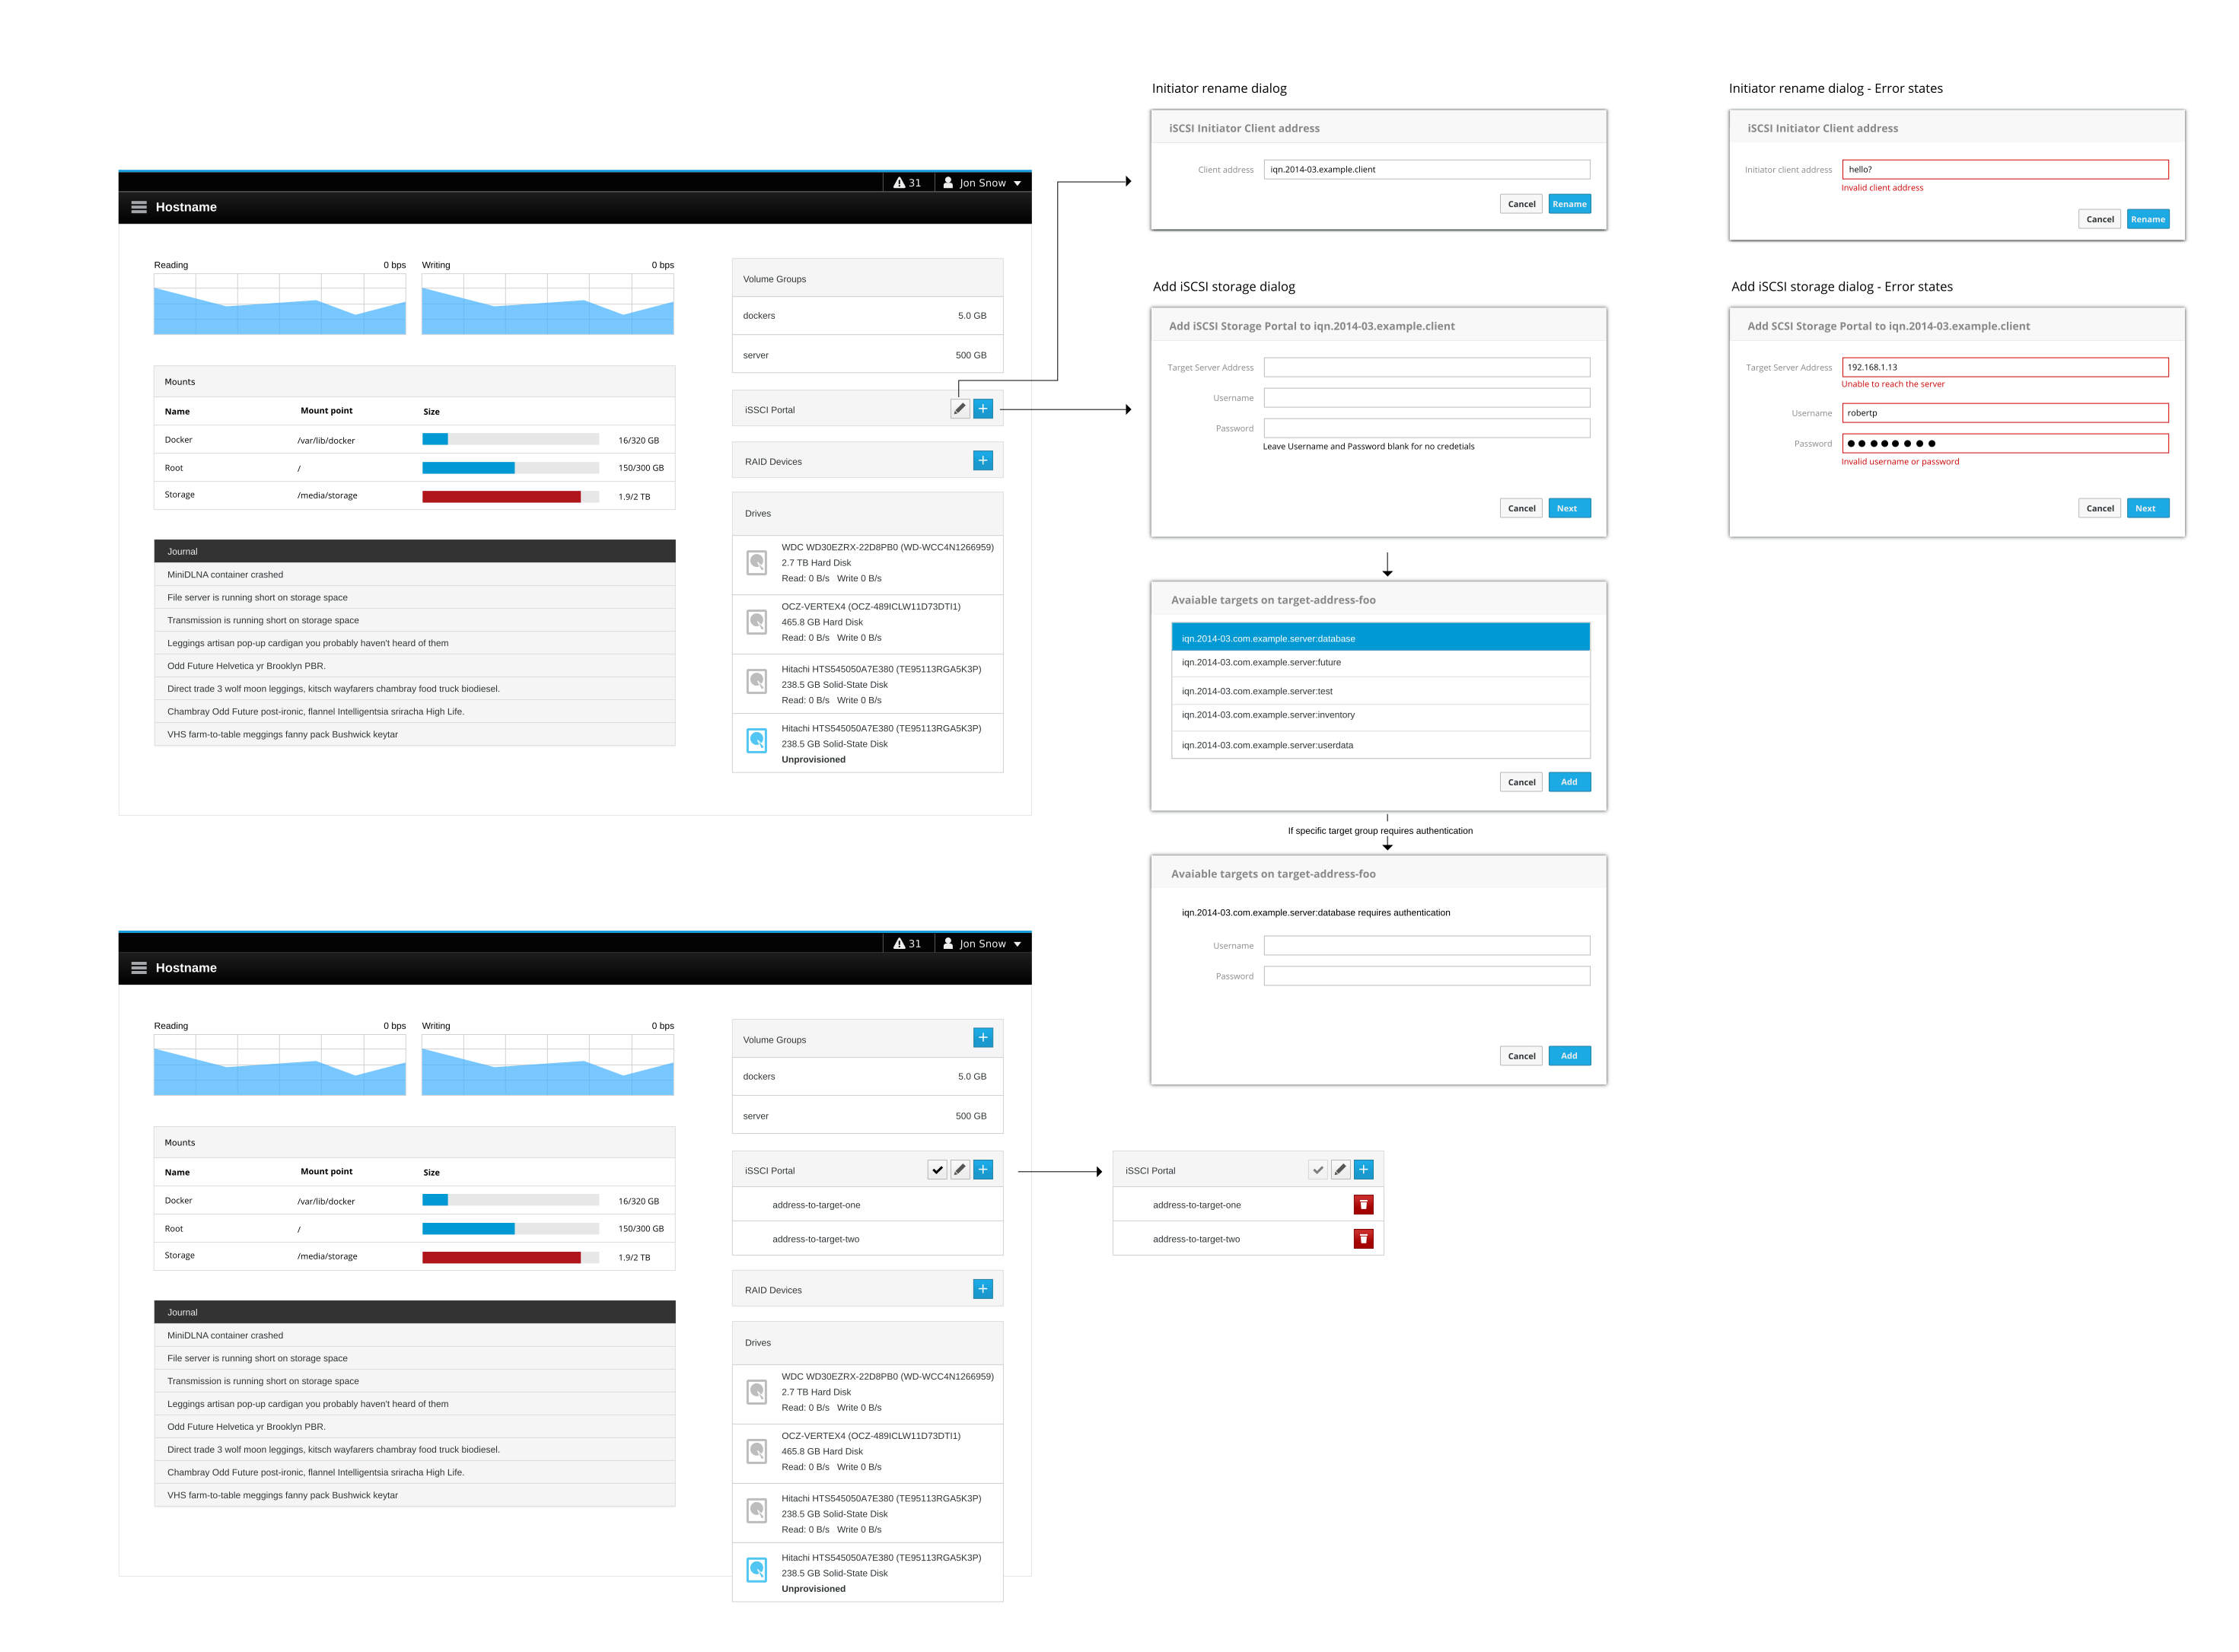 Initiator rename dialog
iSCSI Initiator Client address
Client address
iqn.2014-03.example.client
Cancel
Rename
Initiator rename dialog - Error states
iSCSI Initiator Client address
Initiator client address
hello?
Invalid client address
Cancel
Rename
31
Jon Snow
Hostname
Reading
0 bps
Writing
0 bps
Mounts
Name Mount point Size
Docker /var/lib/docker 16/320 GB
Root / 150/300 GB
Storage /media/storage 1.9/2 TB
Journal
MiniDLNA container crashed
File server is running short on storage space
Transmission is running short on storage space
Leggings artisan pop-up cardigan you probably haven't heard of them
Odd Future Helvetica yr Brooklyn PBR.
Direct trade 3 wolf moon leggings, kitsch wayfarers chambray food truck biodiesel.
Chambray Odd Future post-ironic, flannel Intelligentsia sriracha High Life.
VHS farm-to-table meggings fanny pack Bushwick keytar
Volume Groups
dockers 5.0 GB
server 500 GB
iSSCI Portal
RAID Devices
Drives
WDC WD30EZRX-22D8PB0 (WD-WCC4N1266959)
2.7 TB Hard Disk
Read: 0 B/s Write 0 B/s
OCZ-VERTEX4 (OCZ-489ICLW11D73DTI1)
465.8 GB Hard Disk
Read: 0 B/s Write 0 B/s
Hitachi HTS545050A7E380 (TE95113RGA5K3P)
238.5 GB Solid-State Disk
Read: 0 B/s Write 0 B/s
Hitachi HTS545050A7E380 (TE95113RGA5K3P)
238.5 GB Solid-State Disk
Unprovisioned
Add iSCSI storage dialog
Add iSCSI Storage Portal to iqn.2014-03.example.client
Target Server Address
Username
Password
Leave Username and Password blank for no credetials
Cancel
Next
Add iSCSI storage dialog - Error states
Add SCSI Storage Portal to iqn.2014-03.example.client
Target Server Address
192.168.1.13
Unable to reach the server
Username
robertp
Password
Invalid username or password
Cancel
Next
Avaiable targets on target-address-foo
iqn.2014-03.com.example.server:database
iqn.2014-03.com.example.server:future
iqn.2014-03.com.example.server:test
iqn.2014-03.com.example.server:inventory
iqn.2014-03.com.example.server:userdata
Cancel
Add
If specific target group requires authentication
Avaiable targets on target-address-foo
iqn.2014-03.com.example.server:database requires authentication
Username
Password
Cancel
Add
31
Jon Snow
Hostname
Reading
0 bps
Writing
0 bps
Mounts
Name Mount point Size
Docker /var/lib/docker 16/320 GB
Root / 150/300 GB
Storage /media/storage 1.9/2 TB
Journal
MiniDLNA container crashed
File server is running short on storage space
Transmission is running short on storage space
Leggings artisan pop-up cardigan you probably haven't heard of them
Odd Future Helvetica yr Brooklyn PBR.
Direct trade 3 wolf moon leggings, kitsch wayfarers chambray food truck biodiesel.
Chambray Odd Future post-ironic, flannel Intelligentsia sriracha High Life.
VHS farm-to-table meggings fanny pack Bushwick keytar
Volume Groups
dockers 5.0 GB
server 500 GB
iSSCI Portal
address-to-target-one
address-to-target-two
RAID Devices
Drives
WDC WD30EZRX-22D8PB0 (WD-WCC4N1266959)
2.7 TB Hard Disk
Read: 0 B/s Write 0 B/s
OCZ-VERTEX4 (OCZ-489ICLW11D73DTI1)
465.8 GB Hard Disk
Read: 0 B/s Write 0 B/s
Hitachi HTS545050A7E380 (TE95113RGA5K3P)
238.5 GB Solid-State Disk
Read: 0 B/s Write 0 B/s
Hitachi HTS545050A7E380 (TE95113RGA5K3P)
238.5 GB Solid-State Disk
Unprovisioned
iSSCI Portal
address-to-target-one
address-to-target-two